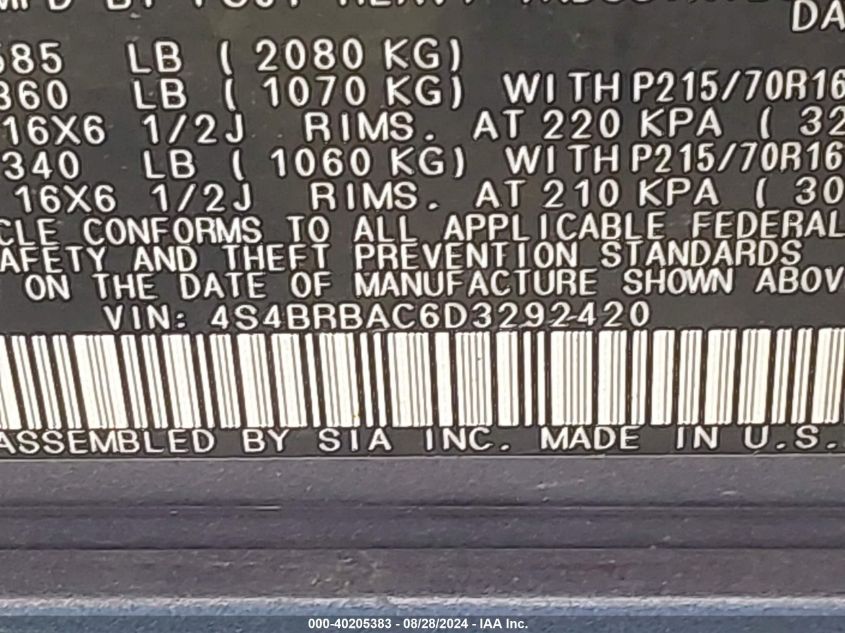 DA
LB ( 2080 KG)
LB ( 1070 KG) WITH P215/70R16
16X6 1/2J RIMS. AT 220 KPA ( 32
340 LB ( 1060 KG) WITH P215/70R16
16X6 1/2J RIMS. AT 210 KPA ( 30
CLE CONFORMS TO ALL APPLICABLE FEDERAL
AFETY AND THEFT PREVENTION STANDARDS
ON THE DATE OF MANUFACTURE SHOWN ABOV
VIN: 4S4BRBAC6D3292420
ASSEMBLED BY SIA INC. MADE IN U.S.
000-40205383 - 08/28/2024 - IAA Inc.